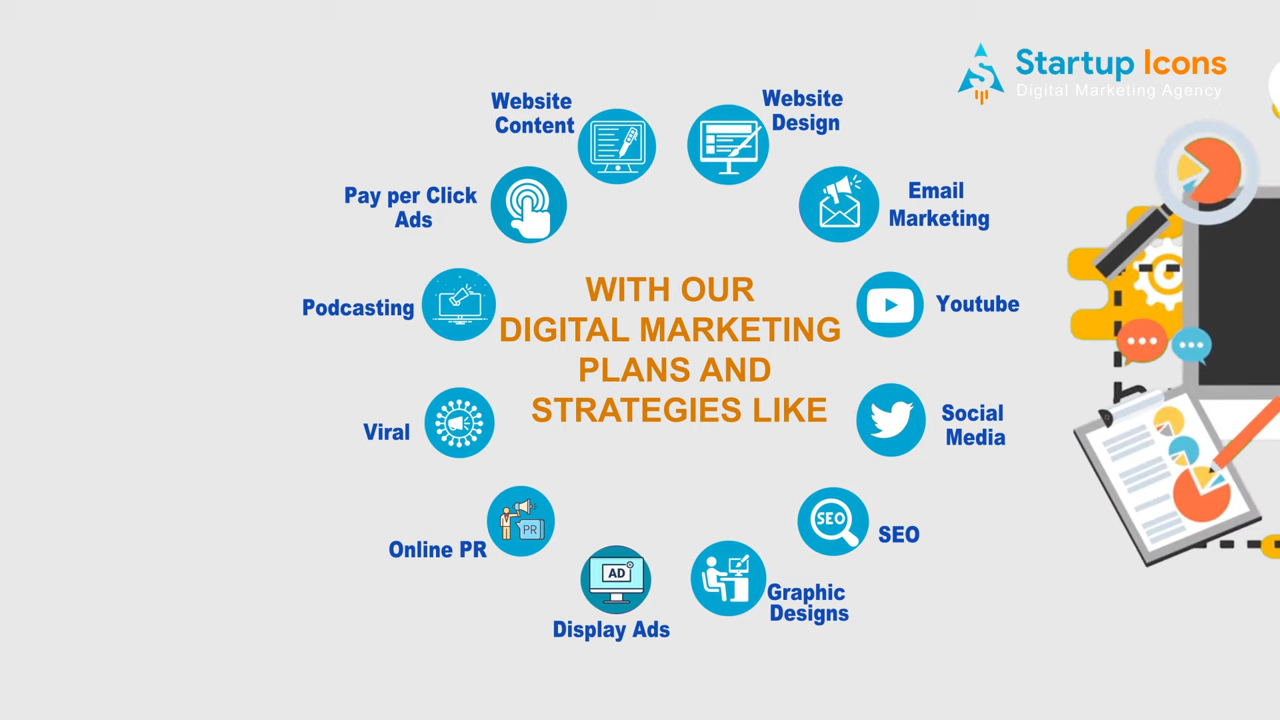 Startup Icons
Digital Marketing Agency
Website
Content
Website
Design
Pay per Click
Ads
Email
Marketing
Podcasting
Youtube
WITH OUR
DIGITAL MARKETING
PLANS AND
STRATEGIES LIKE
Viral
Social
Media
Online PR
PR
SEO
SEO
AD
Display Ads
Graphic
Designs